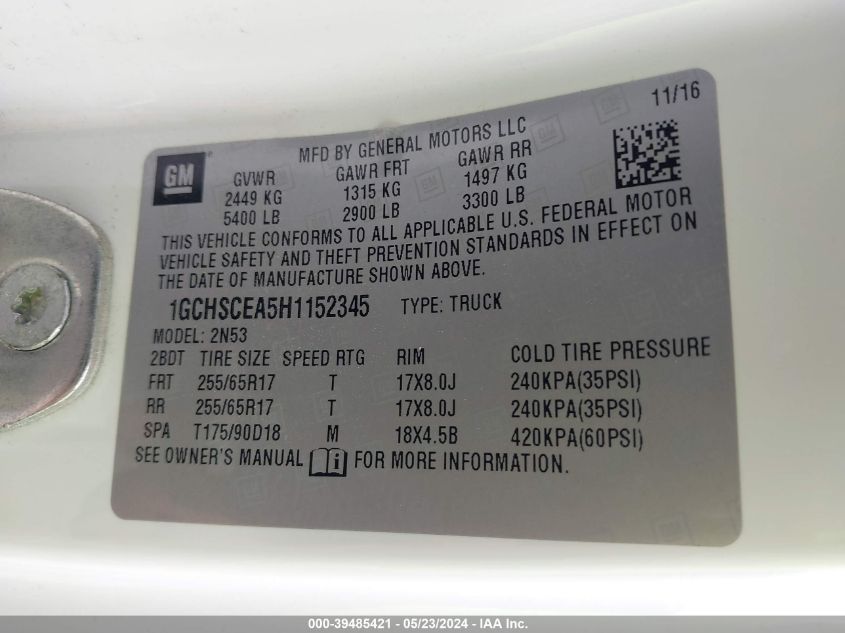 11/16
MFD BY GENERAL MOTORS LLC
GM
GVWR GAWR FRT GAWR RR
2449 KG 1315 KG 1497 KG
5400 LB 2900 LB 3300 LB
THIS VEHICLE CONFORMS TO ALL APPLICABLE U.S. FEDERAL MOTOR
VEHICLE SAFETY AND THEFT PREVENTION STANDARDS IN EFFECT ON
THE DATE OF MANUFACTURE SHOWN ABOVE.
1GCHSCEA5H1152345 TYPE: TRUCK
MODEL: 2N53
2BDT TIRE SIZE SPEED RTG RIM COLD TIRE PRESSURE
FRT 255/65R17 T 17X8.0J 240KPA(35PSI)
RR 255/65R17 T 17X8.0J 240KPA(35PSI)
SPA T175/90D18 M 18X4.5B 420KPA(60PSI)
SEE OWNER'S MANUAL FOR MORE INFORMATION.
000-39485421 - 05/23/2024 - IAA Inc.